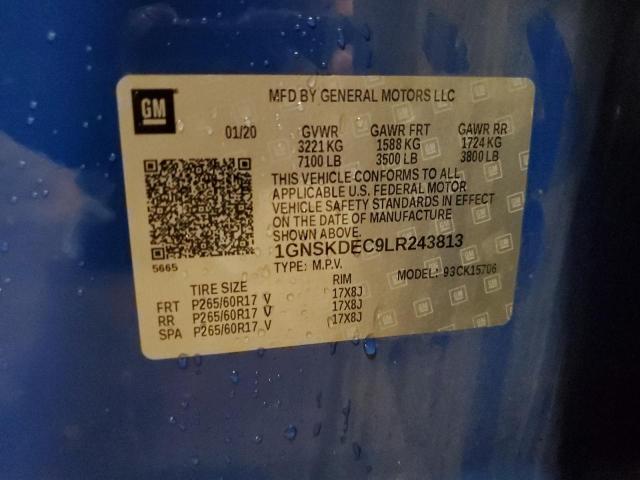 GM
MFD BY GENERAL MOTORS LLC
01/20 GVWR GAWR FRT GAWR RR
3221 KG 1588 KG 1724 KG
7100 LB 3500 LB 3800 LB
THIS VEHICLE CONFORMS TO ALL
APPLICABLE U.S. FEDERAL MOTOR
VEHICLE SAFETY STANDARDS IN EFFECT
ON THE DATE OF MANUFACTURE
SHOWN ABOVE.
1GNSKDEC9LR243813
5665
TYPE: M.P.V. MODEL: 93CK15706
TIRE SIZE RIM
FRT P265/60R17 V 17X8J
RR P265/60R17 V 17X8J
SPA P265/60R17 V 17X8J